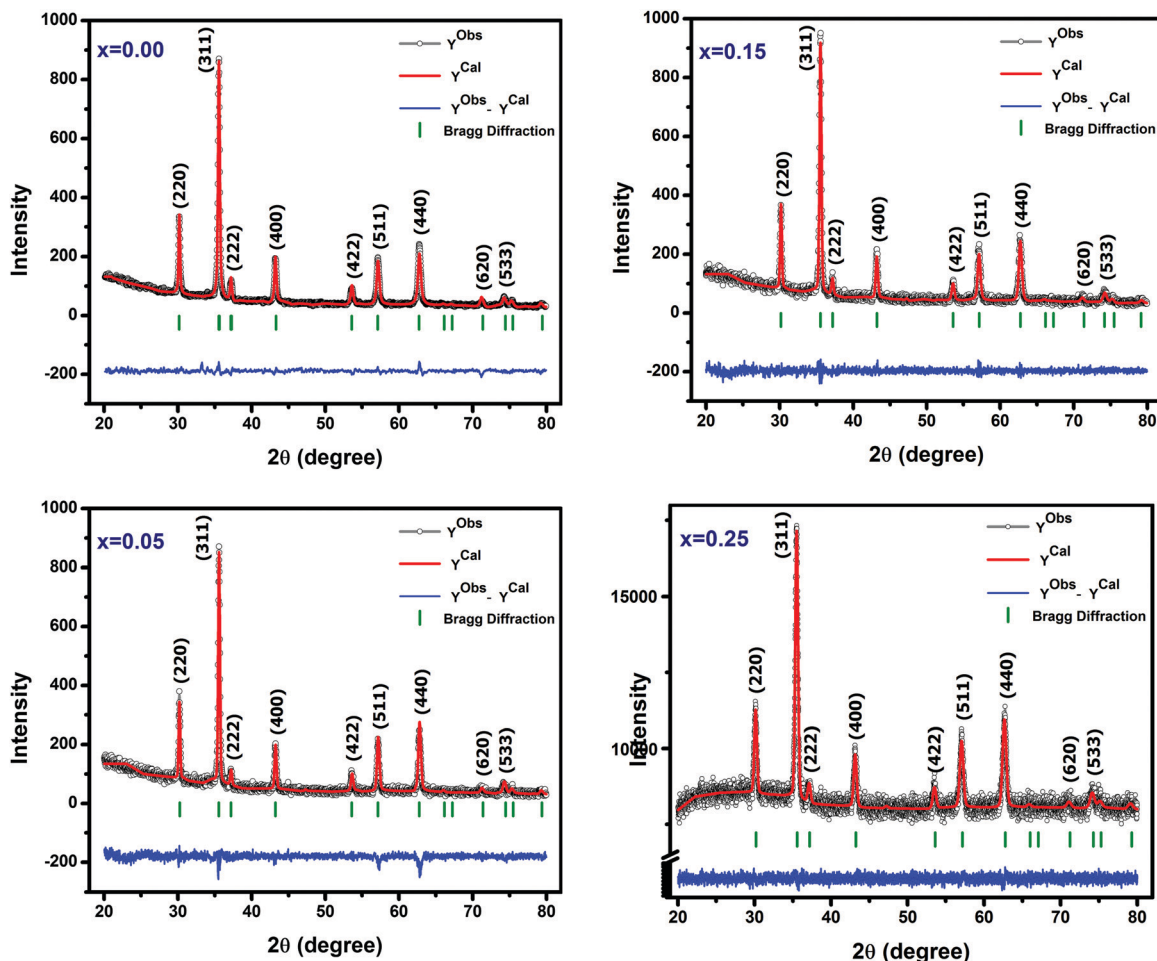 x=0.00
Y^Obs
Y^Cal
Y^Obs - Y^Cal
Bragg Diffraction
(220)
(311)
(222)
(400)
(422)
(511)
(440)
(620)
(533)
Intensity
1000
800
600
400
200
0
-200
20 30 40 50 60 70 80
2θ (degree)
x=0.15
Y^Obs
Y^Cal
Y^Obs - Y^Cal
Bragg Diffraction
(220)
(311)
(222)
(400)
(422)
(511)
(440)
(620)
(533)
Intensity
1000
800
600
400
200
0
-200
20 30 40 50 60 70 80
2θ (degree)
x=0.05
Y^Obs
Y^Cal
Y^Obs - Y^Cal
Bragg Diffraction
(220)
(311)
(222)
(400)
(422)
(511)
(440)
(620)
(533)
Intensity
1000
800
600
400
200
0
-200
20 30 40 50 60 70 80
2θ (degree)
x=0.25
Y^Obs
Y^Cal
Y^Obs - Y^Cal
Bragg Diffraction
(220)
(311)
(222)
(400)
(422)
(511)
(440)
(620)
(533)
Intensity
15000
10000
20 30 40 50 60 70 80
2θ (degree)